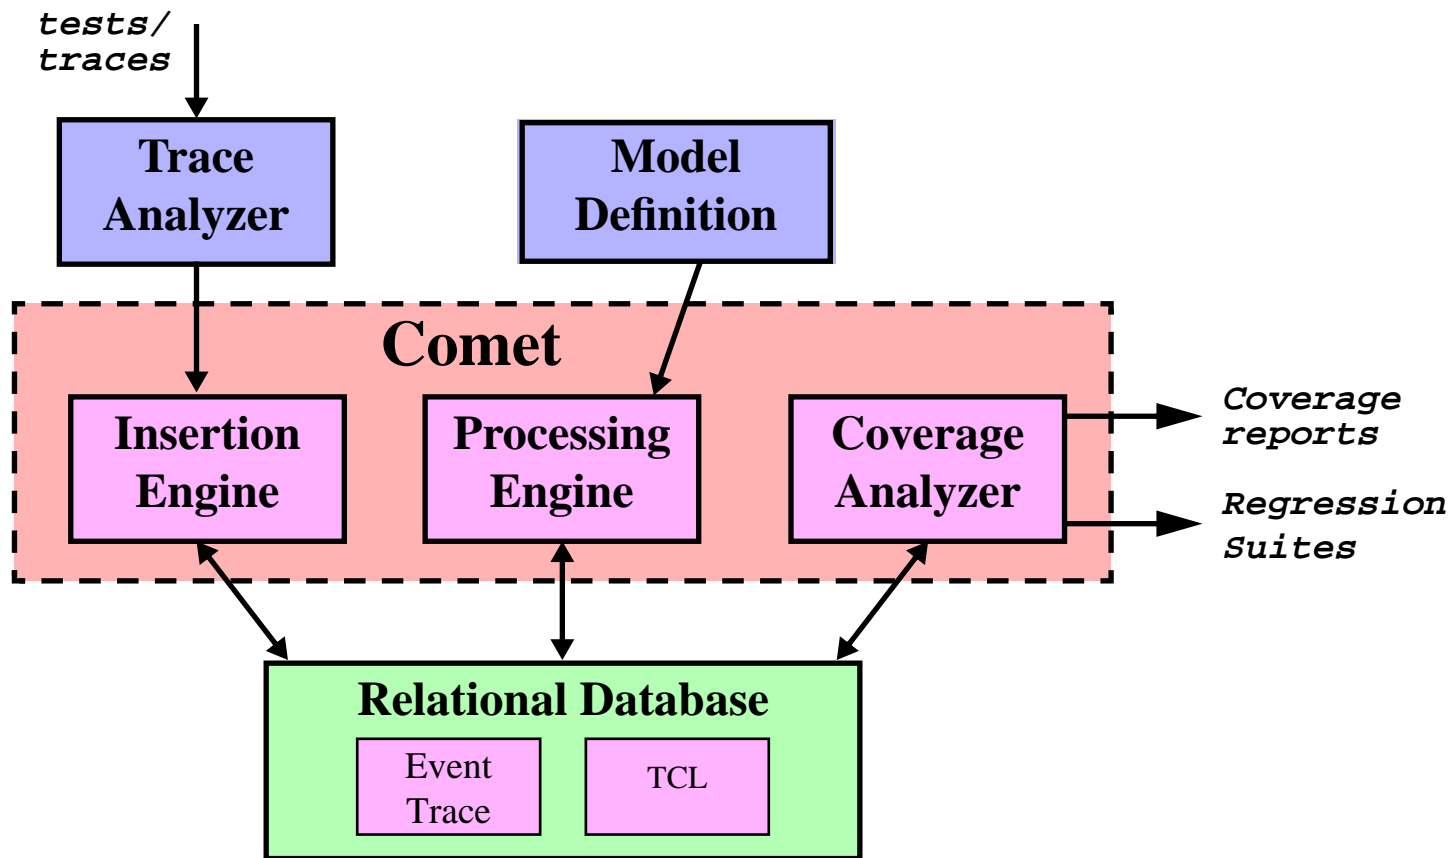 tests/
traces
Trace
Analyzer
Model
Definition
Comet
Insertion
Engine
Processing
Engine
Coverage
Analyzer
Coverage
reports
Regression
Suites
Relational Database
Event
Trace
TCL